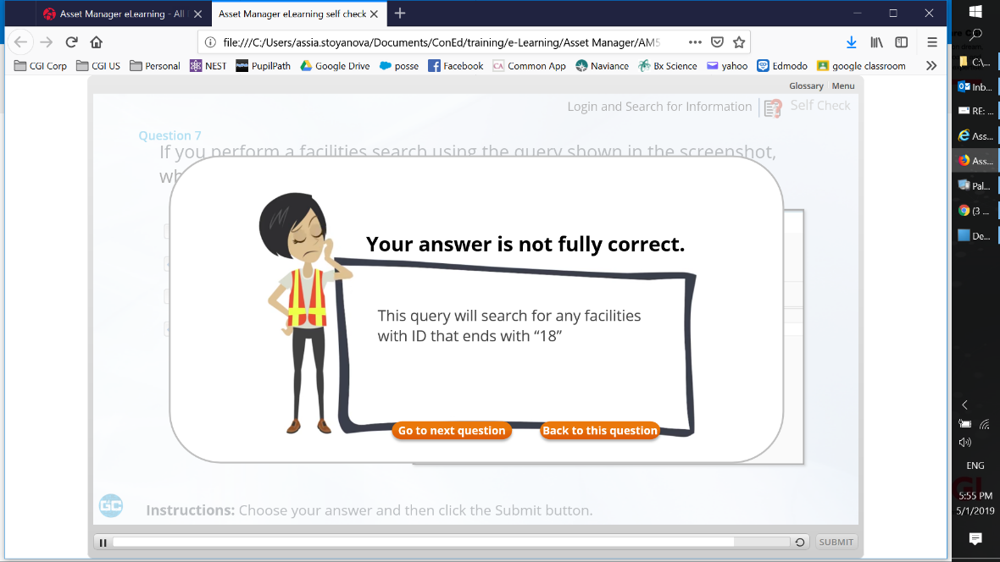 Asset Manager eLearning - All
Asset Manager eLearning self check
file:///C:/Users/assia.stoyanova/Documents/ConEd/training/e-Learning/Asset Manager/AM5
CGI Corp CGI US Personal NEST PupilPath Google Drive posse Facebook Common App Naviance Bx Science yahoo Edmodo google classroom
Glossary Menu
Login and Search for Information Self Check
Question 7
If you perform a facilities search using the query shown in the screenshot,
Your answer is not fully correct.
This query will search for any facilities
with ID that ends with “18”
Go to next question Back to this question
GC
Instructions: Choose your answer and then click the Submit button.
SUBMIT
C:\...
Inb...
RE: ...
Ass...
Ass...
Pal...
(3 ...
De...
ENG
5:55 PM
5/1/2019